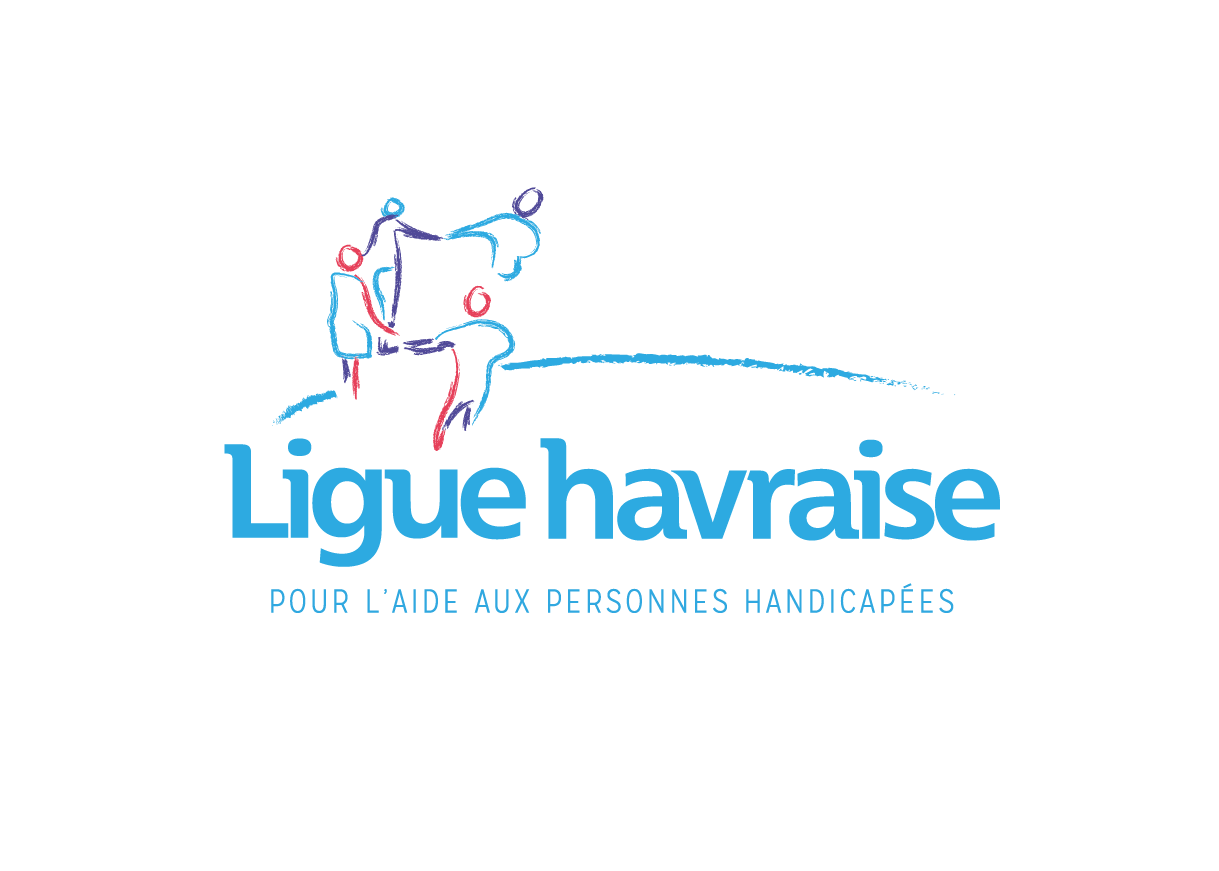 Ligue havraise
POUR L’AIDE AUX PERSONNES HANDICAPÉES